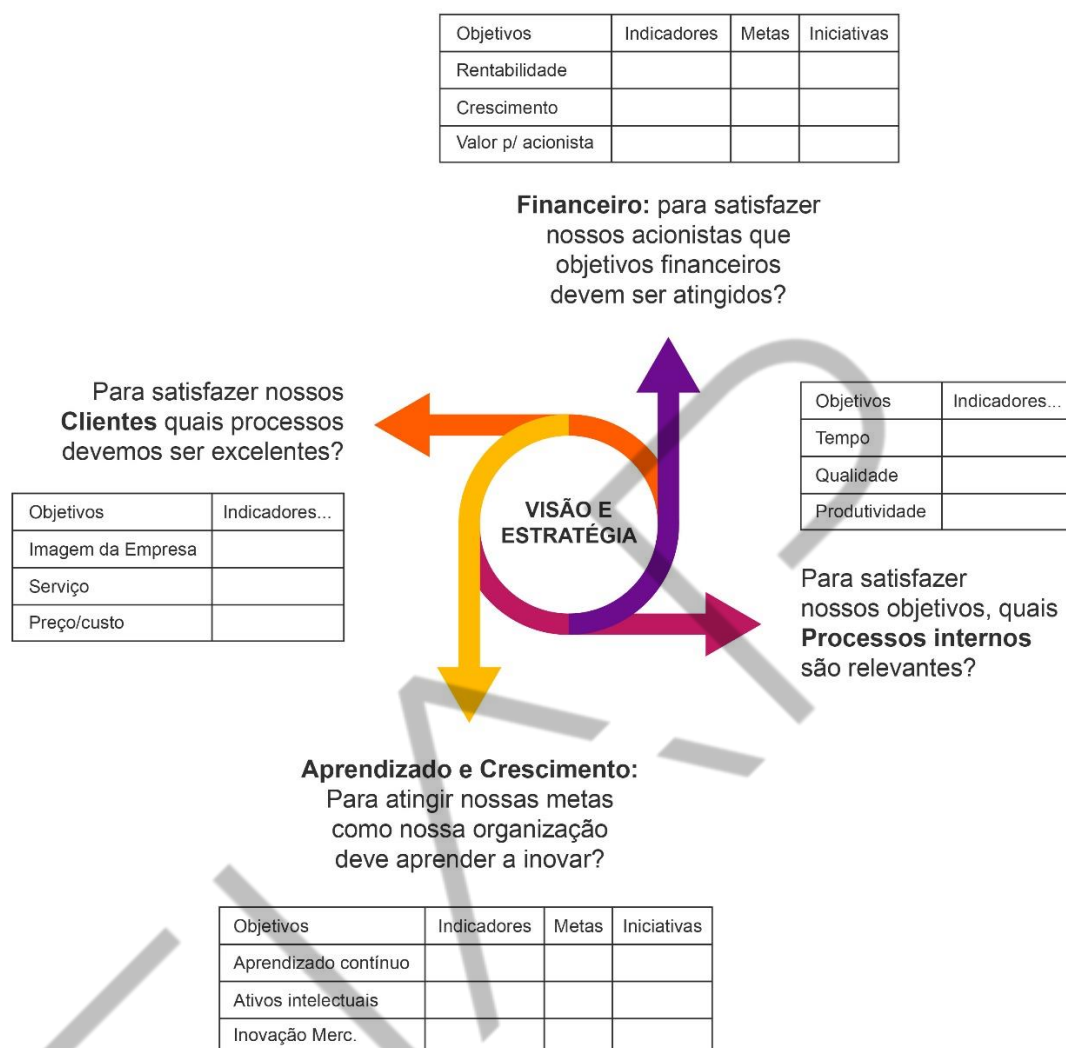 Objetivos Indicadores Metas Iniciativas
Rentabilidade
Crescimento
Valor p/ acionista
Financeiro: para satisfazer
nossos acionistas que
objetivos financeiros
devem ser atingidos?
Para satisfazer nossos
Clientes quais processos
devemos ser excelentes?
Objetivos Indicadores...
Imagem da Empresa
Serviço
Preço/custo
VISÃO E
ESTRATÉGIA
Objetivos Indicadores...
Tempo
Qualidade
Produtividade
Para satisfazer
nossos objetivos, quais
Processos internos
são relevantes?
Aprendizado e Crescimento:
Para atingir nossas metas
como nossa organização
deve aprender a inovar?
Objetivos Indicadores Metas Iniciativas
Aprendizado contínuo
Ativos intelectuais
Inovação Merc.